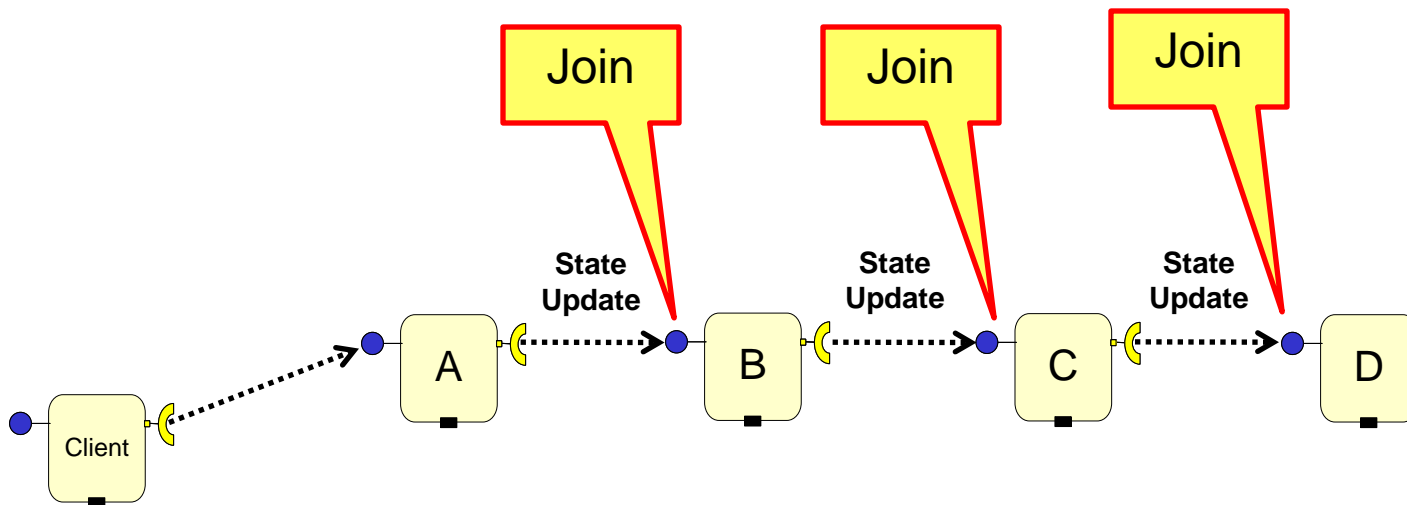 Join
Join
Join
State
Update
State
Update
State
Update
A
B
C
D
Client